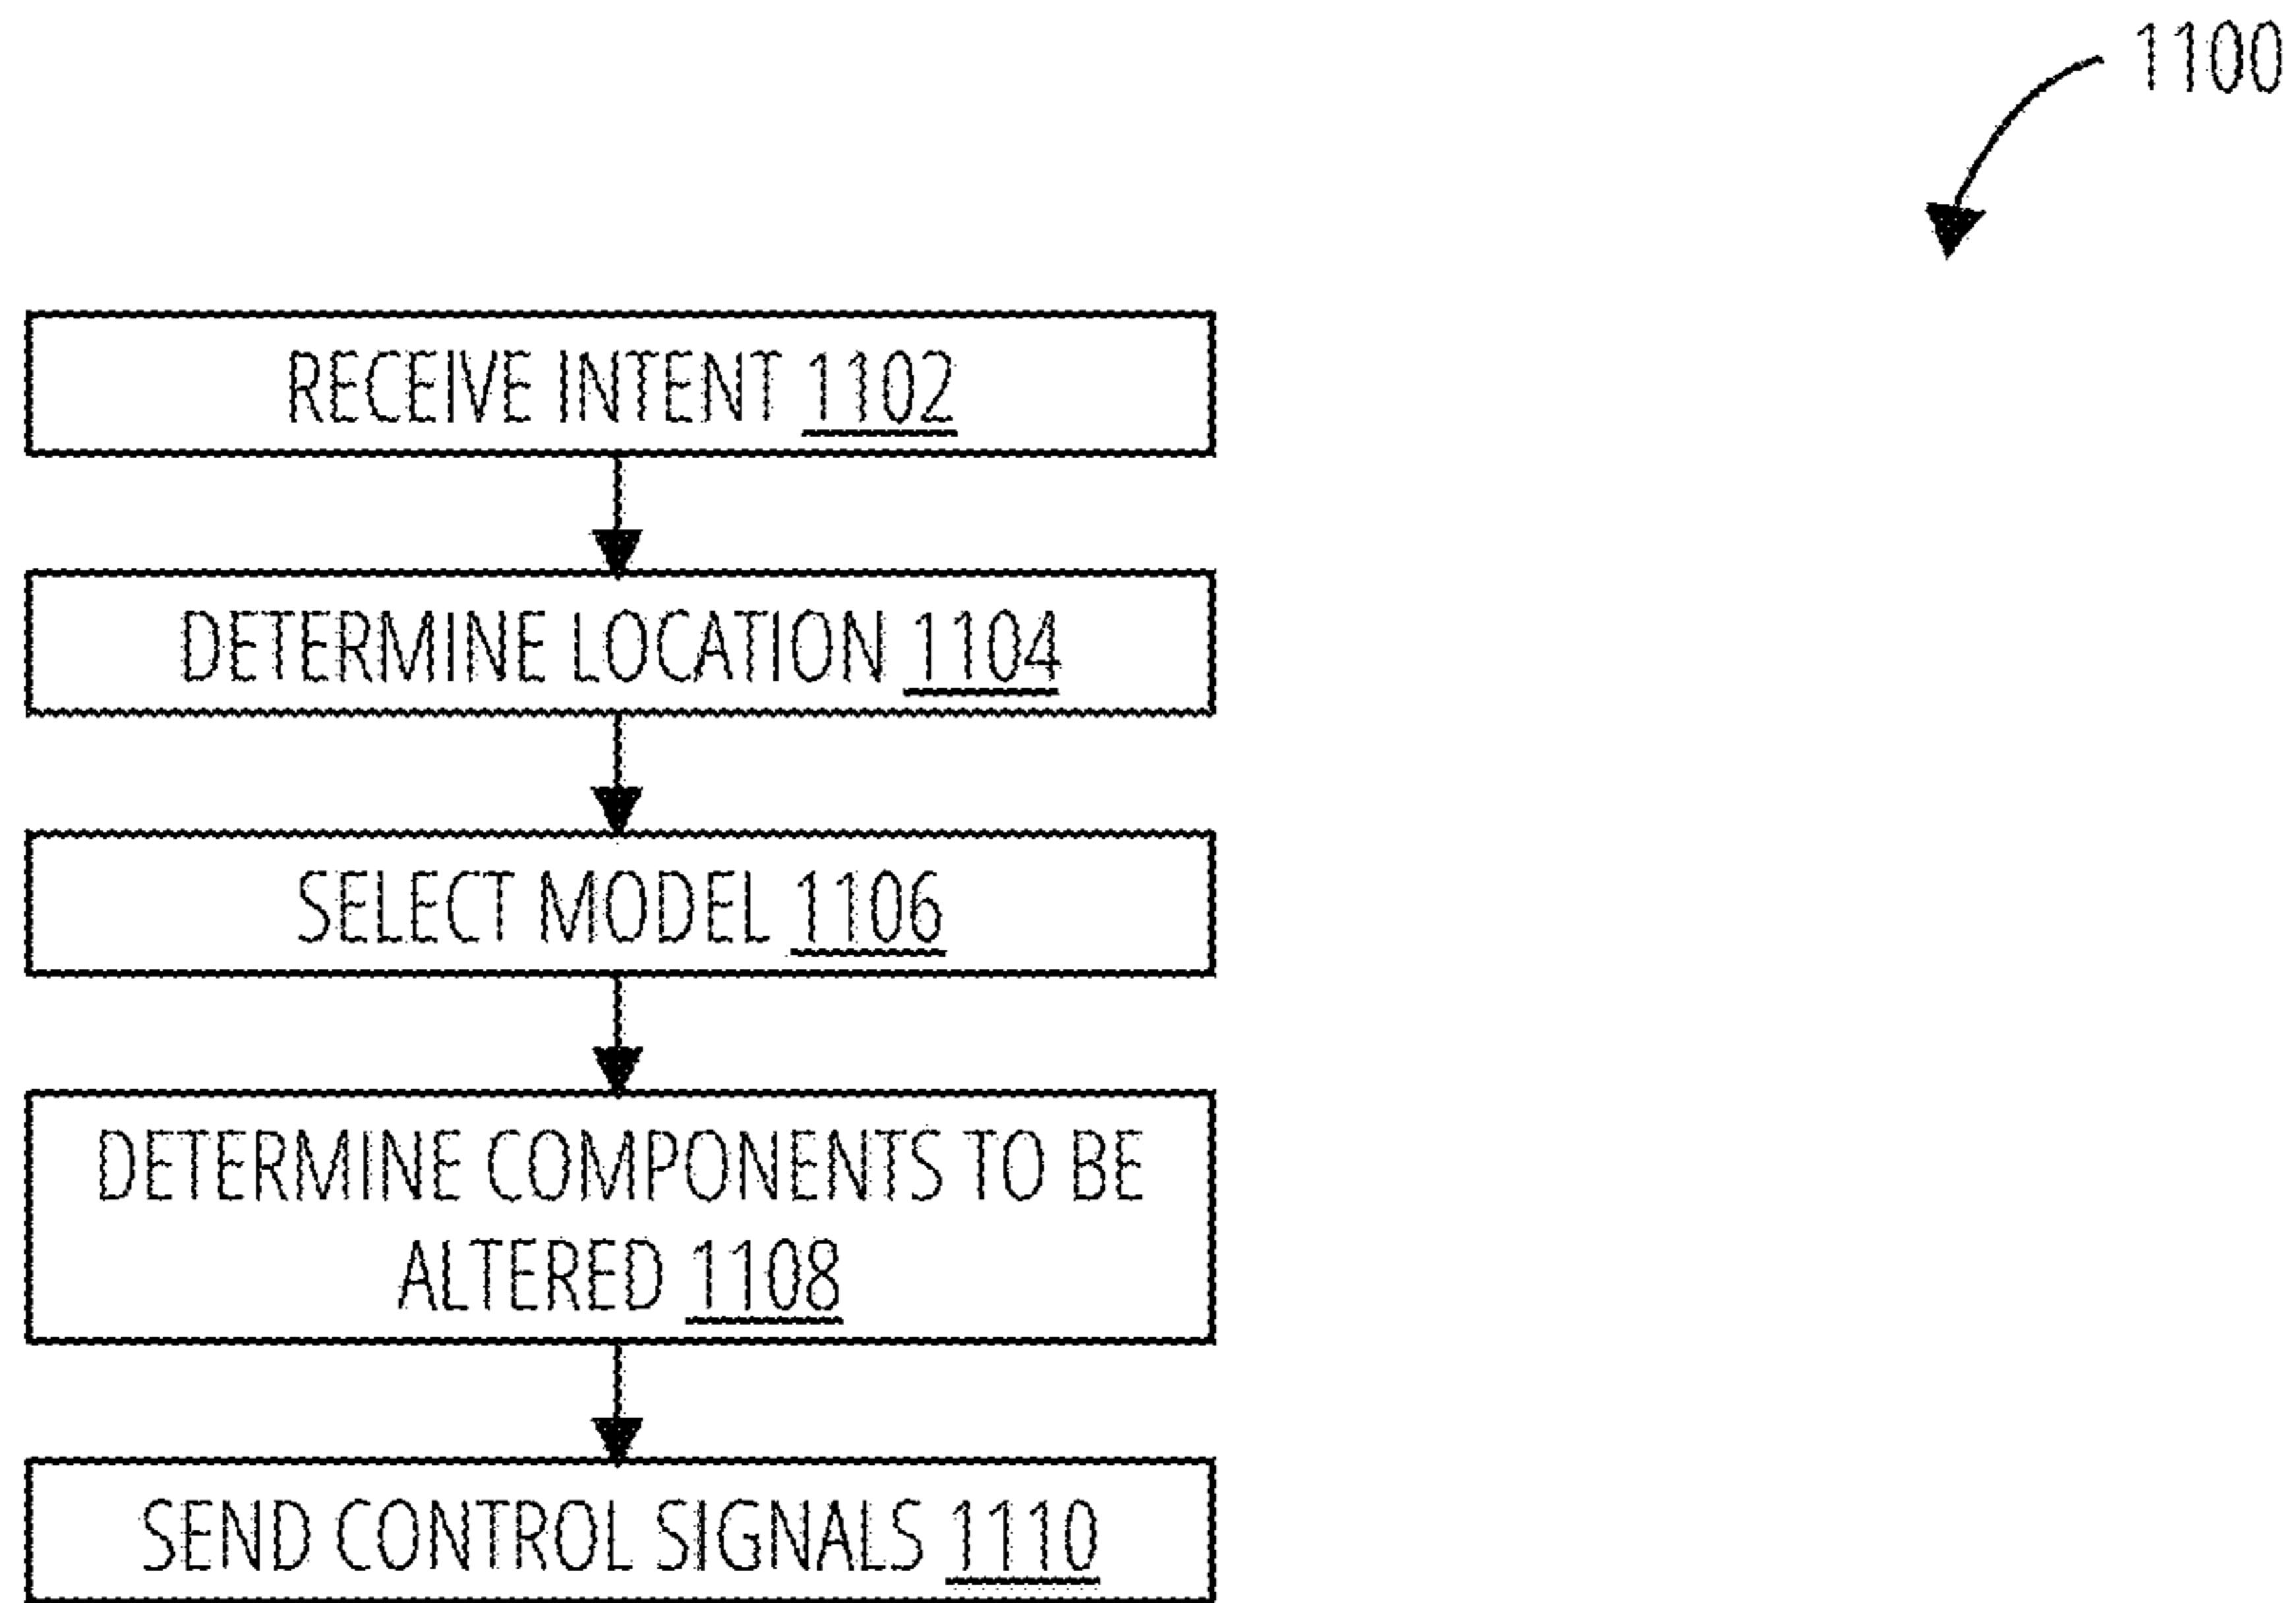 1100
RECEIVE INTENT 1102
DETERMINE LOCATION 1104
SELECT MODEL 1106
DETERMINE COMPONENTS TO BE
ALTERED 1108
SEND CONTROL SIGNALS 1110